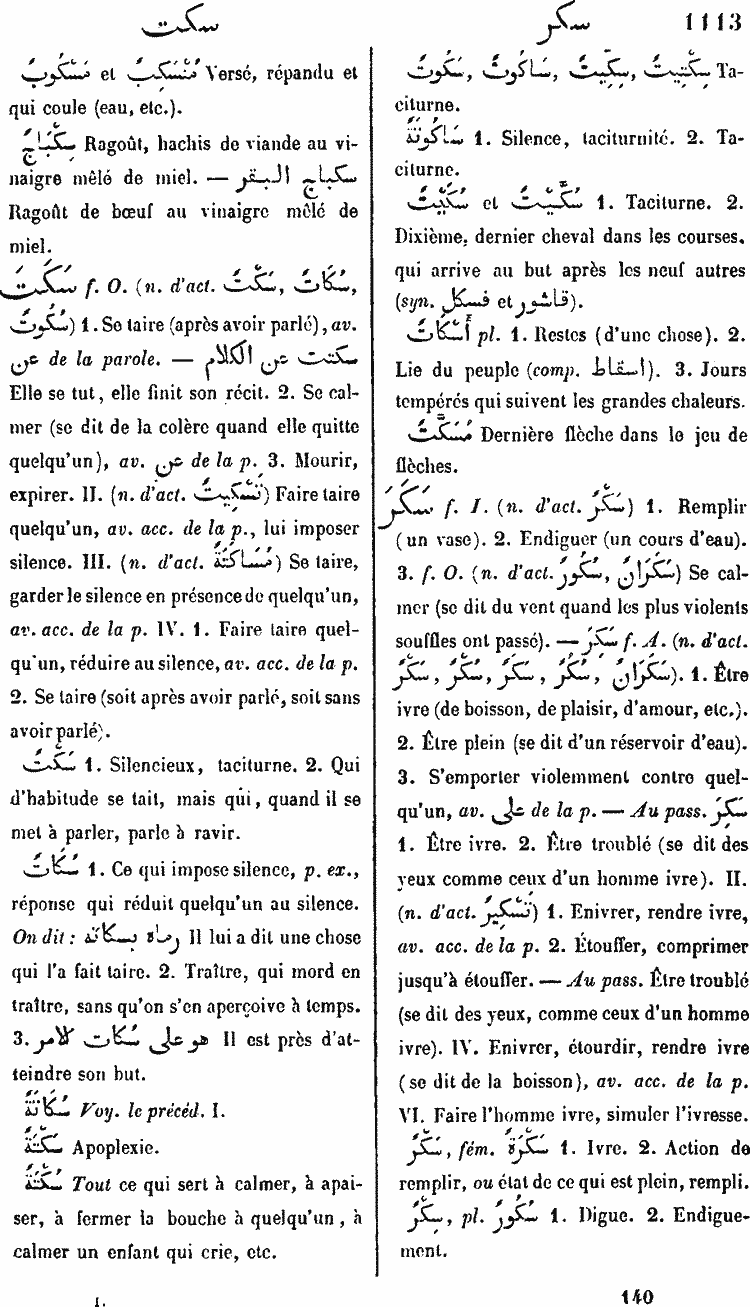 سكت
سكر
1113
مَسْكُوبٌ et مُنْسَكِبٌ Versé, répandu et
qui coule (eau, etc.).
سِكْبَاجٌ Ragoût, hachis de viande au vi-
naigre mêlé de miel. — سكباج البقر
Ragoût de bœuf au vinaigre mêlé de
miel.
سَكَتَ f. O. (n. d'act. سَكْتٌ, سُكَاتٌ,
سُكُوتٌ) 1. Se taire (après avoir parlé), av.
عن de la parole. — سكتت عن الكلام
Elle se tut, elle finit son récit. 2. Se cal-
mer (se dit de la colère quand elle quitte
quelqu'un), av. عن de la p. 3. Mourir,
expirer. II. (n. d'act. تَسْكِيتٌ) Faire taire
quelqu'un, av. acc. de la p., lui imposer
silence. III. (n. d'act. مُسَاكَتَةٌ) Se taire,
garder le silence en présence de quelqu'un,
av. acc. de la p. IV. 1. Faire taire quel-
qu'un, réduire au silence, av. acc. de la p.
2. Se taire (soit après avoir parlé, soit sans
avoir parlé).
سَكْتٌ 1. Silencieux, taciturne. 2. Qui
d'habitude se tait, mais qui, quand il se
met à parler, parle à ravir.
سُكَاتٌ 1. Ce qui impose silence, p. ex.,
réponse qui réduit quelqu'un au silence.
On dit : رماه بسكاته Il lui a dit une chose
qui l'a fait taire. 2. Traître, qui mord en
traître, sans qu'on s'en aperçoive à temps.
3. هو على سُكات الامر Il est près d'at-
teindre son but.
سُكَاتَةٌ Voy. le précéd. I.
سَكْتَةٌ Apoplexie.
سُكْتَةٌ Tout ce qui sert à calmer, à apai-
ser, à fermer la bouche à quelqu'un, à
calmer un enfant qui crie, etc.
I.
سِكْتِيتٌ, سِكِّيتٌ, سَاكُوتٌ, سَكُوتٌ Ta-
citurne.
سَاكُوتَةٌ 1. Silence, taciturnité. 2. Ta-
citurne.
سُكَيْتٌ et سُكَّيْتٌ 1. Taciturne. 2.
Dixième, dernier cheval dans les courses,
qui arrive au but après les neuf autres
(syn. فسكل et قاشور).
أَسْكَاتٌ pl. 1. Restes (d'une chose). 2.
Lie du peuple (comp. اسقاط). 3. Jours
tempérés qui suivent les grandes chaleurs.
مُسَكَّتٌ Dernière flèche dans le jeu de
flèches.
سَكَرَ f. I. (n. d'act. سَكْرٌ) 1. Remplir
(un vase). 2. Endiguer (un cours d'eau).
3. f. O. (n. d'act. سُكُورٌ, سَكَرَانٌ) Se cal-
mer (se dit du vent quand les plus violents
souffles ont passé). — سَكِرَ f. A. (n. d'act.
سَكَرَانٌ, سُكُرٌ, سَكَرٌ, سُكْرٌ, سَكْرٌ). 1. Être
ivre (de boisson, de plaisir, d'amour, etc.).
2. Être plein (se dit d'un réservoir d'eau).
3. S'emporter violemment contre quel-
qu'un, av. على de la p. — Au pass. سُكِرَ
1. Être ivre. 2. Être troublé (se dit des
yeux comme ceux d'un homme ivre). II.
(n. d'act. تَسْكِيرٌ) 1. Enivrer, rendre ivre,
av. acc. de la p. 2. Étouffer, comprimer
jusqu'à étouffer. — Au pass. Être troublé
(se dit des yeux, comme ceux d'un homme
ivre). IV. Enivrer, étourdir, rendre ivre
(se dit de la boisson), av. acc. de la p.
VI. Faire l'homme ivre, simuler l'ivresse.
سَكْرٌ, fém. سَكْرَةٌ 1. Ivre. 2. Action de
remplir, ou état de ce qui est plein, rempli.
سِكْرٌ, pl. سُكُورٌ 1. Digue. 2. Endigue-
ment.
140